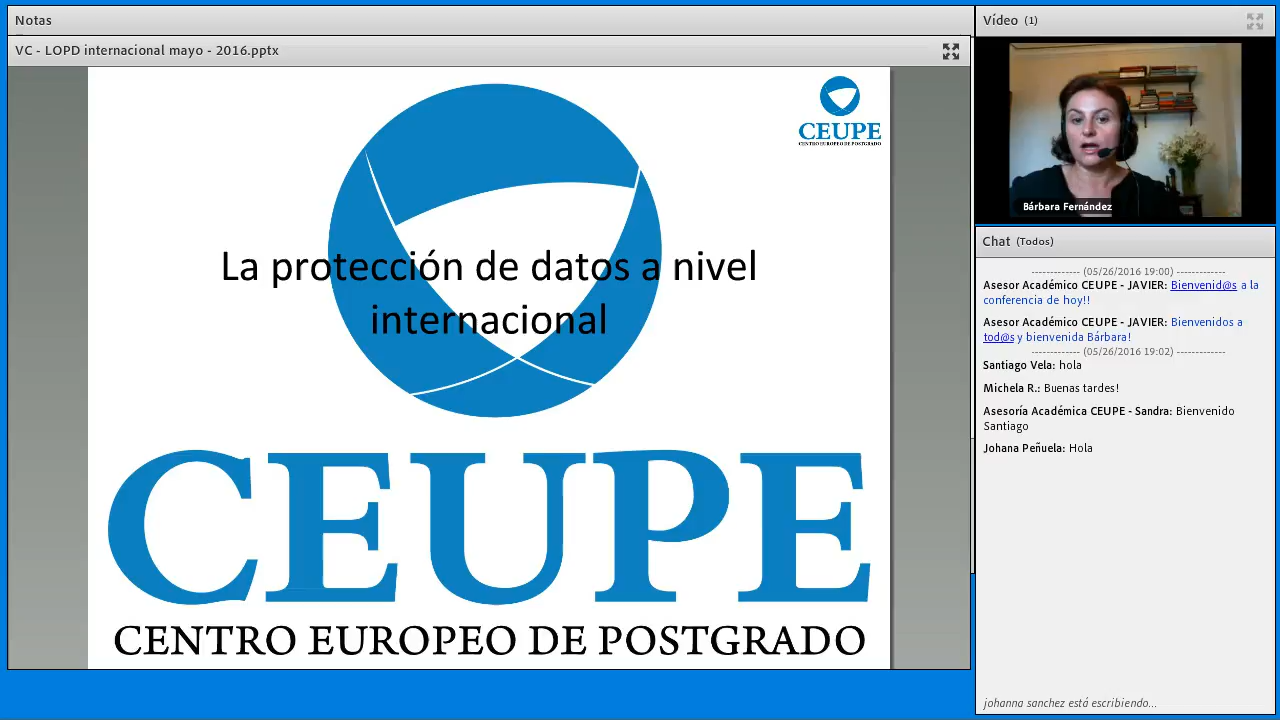 Notas
VC - LOPD internacional mayo - 2016.pptx
CEUPE
CENTRO EUROPEO DE POSTGRADO
La protección de datos a nivel
internacional
CEUPE
CENTRO EUROPEO DE POSTGRADO
Vídeo (1)
Bárbara Fernández
Chat (Todos)
------------- (05/26/2016 19:00) -------------
Asesor Académico CEUPE - JAVIER: Bienvenid@s a la
conferencia de hoy!!
Asesor Académico CEUPE - JAVIER: Bienvenidos a
tod@s y bienvenida Bárbara!
------------- (05/26/2016 19:02) -------------
Santiago Vela: hola
Michela R.: Buenas tardes!
Asesoría Académica CEUPE - Sandra: Bienvenido
Santiago
Johana Peñuela: Hola
johanna sanchez está escribiendo...